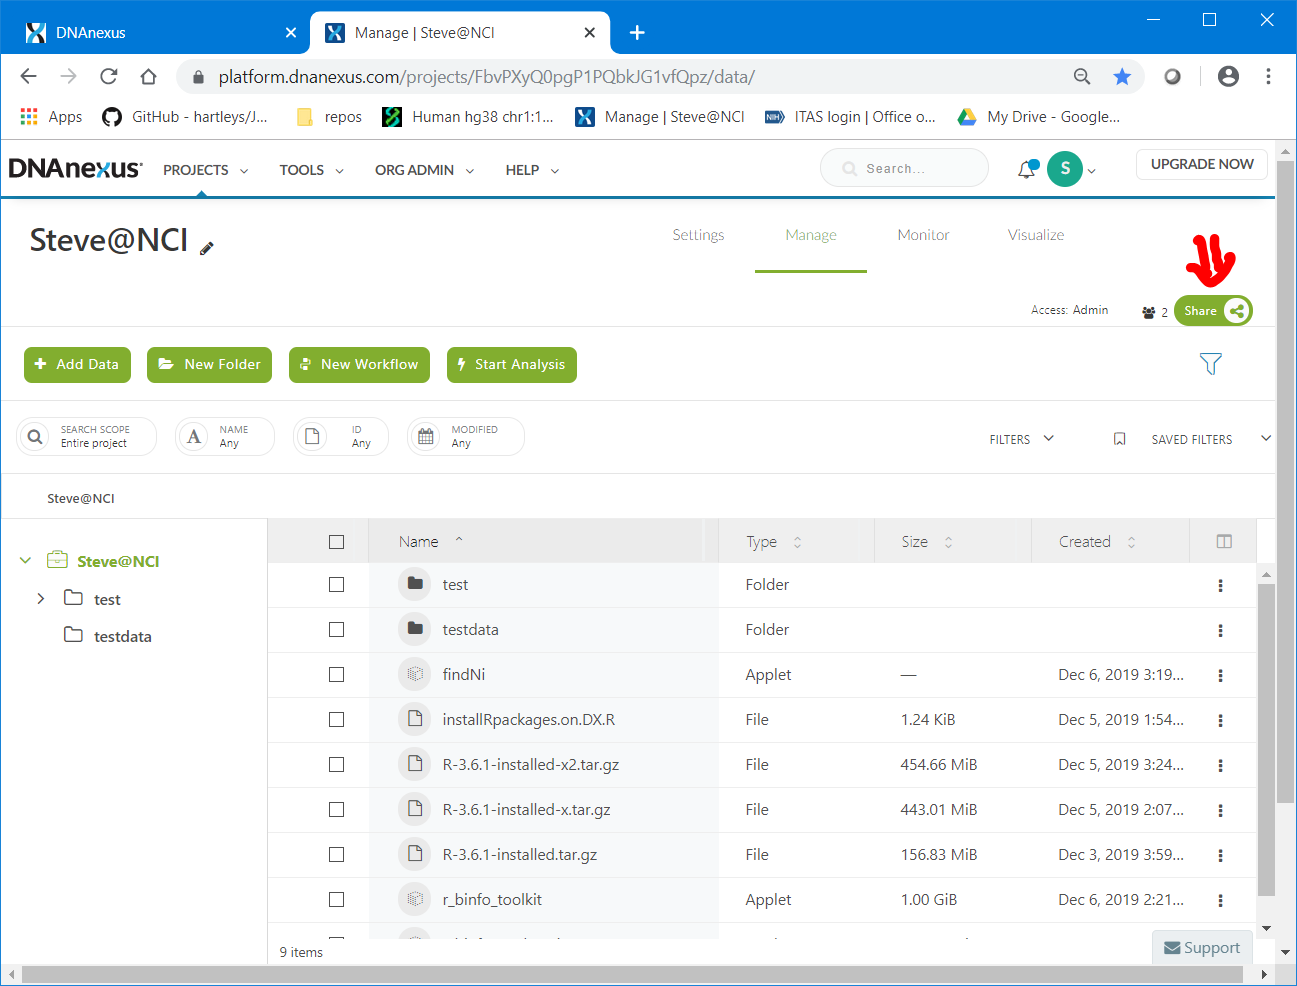 DNAnexus
Manage | Steve@NCI
platform.dnanexus.com/projects/FbvPXyQ0pgP1PQbkJG1vfQpz/data/
Apps
GitHub - hartleys/J...
repos
Human hg38 chr1:1...
Manage | Steve@NCI
NIH ITAS login | Office o...
My Drive - Google...
DNAnexus
PROJECTS
TOOLS
ORG ADMIN
HELP
Search...
S
UPGRADE NOW
Steve@NCI
Settings
Manage
Monitor
Visualize
Access: Admin
2
Share
Add Data
New Folder
New Workflow
Start Analysis
SEARCH SCOPE
Entire project
A
NAME
Any
ID
Any
MODIFIED
Any
FILTERS
SAVED FILTERS
Steve@NCI
Steve@NCI
test
testdata
Name Type Size Created
test Folder
testdata Folder
findNi Applet — Dec 6, 2019 3:19...
installRpackages.on.DX.R File 1.24 KiB Dec 5, 2019 1:54...
R-3.6.1-installed-x2.tar.gz File 454.66 MiB Dec 5, 2019 3:24...
R-3.6.1-installed-x.tar.gz File 443.01 MiB Dec 5, 2019 2:07...
R-3.6.1-installed.tar.gz File 156.83 MiB Dec 3, 2019 3:59...
r_binfo_toolkit Applet 1.00 GiB Dec 6, 2019 2:21...
9 items
Support